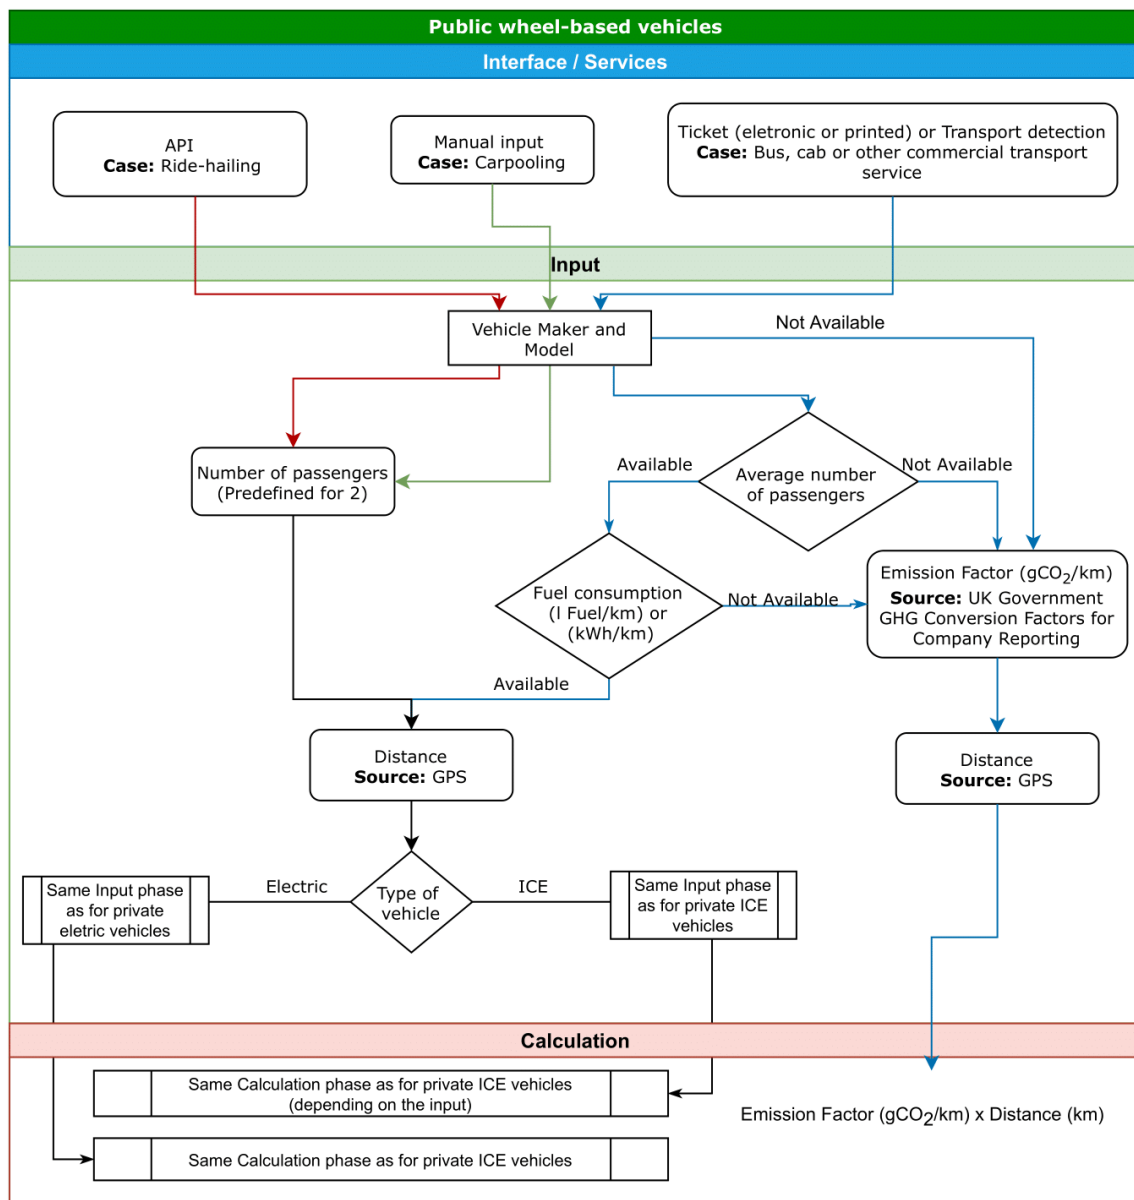 Public wheel-based vehicles
Interface / Services
API
Case: Ride-hailing
Manual input
Case: Carpooling
Ticket (eletronic or printed) or Transport detection
Case: Bus, cab or other commercial transport
service
Input
Vehicle Maker and
Model
Not Available
Number of passengers
(Predefined for 2)
Available
Average number
of passengers
Not Available
Fuel consumption
(l Fuel/km) or
(kWh/km)
Not Available
Emission Factor (gCO2/km)
Source: UK Government
GHG Conversion Factors for
Company Reporting
Available
Distance
Source: GPS
Distance
Source: GPS
Same Input phase
as for private
eletric vehicles
Electric
Type of
vehicle
ICE
Same Input phase
as for private ICE
vehicles
Calculation
Same Calculation phase as for private ICE vehicles
(depending on the input)
Emission Factor (gCO2/km) x Distance (km)
Same Calculation phase as for private ICE vehicles